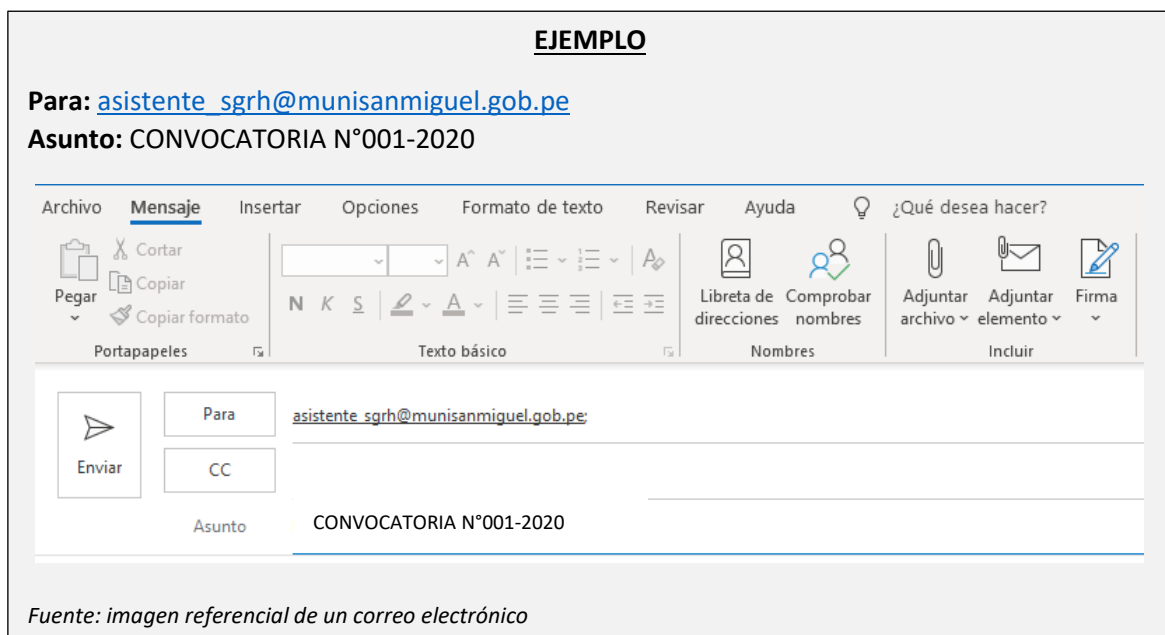 EJEMPLO
Para: asistente_sgrh@munisanmiguel.gob.pe
Asunto: CONVOCATORIA N°001-2020
Archivo Mensaje Insertar Opciones Formato de texto Revisar Ayuda ¿Qué desea hacer?
Pegar
Cortar
Copiar
Copiar formato
Portapapeles
N K S A
Texto básico
Libreta de direcciones
Comprobar nombres
Nombres
Adjuntar archivo
Adjuntar elemento
Firma
Incluir
Enviar
Para asistente_sgrh@munisanmiguel.gob.pe;
CC
Asunto CONVOCATORIA N°001-2020
Fuente: imagen referencial de un correo electrónico